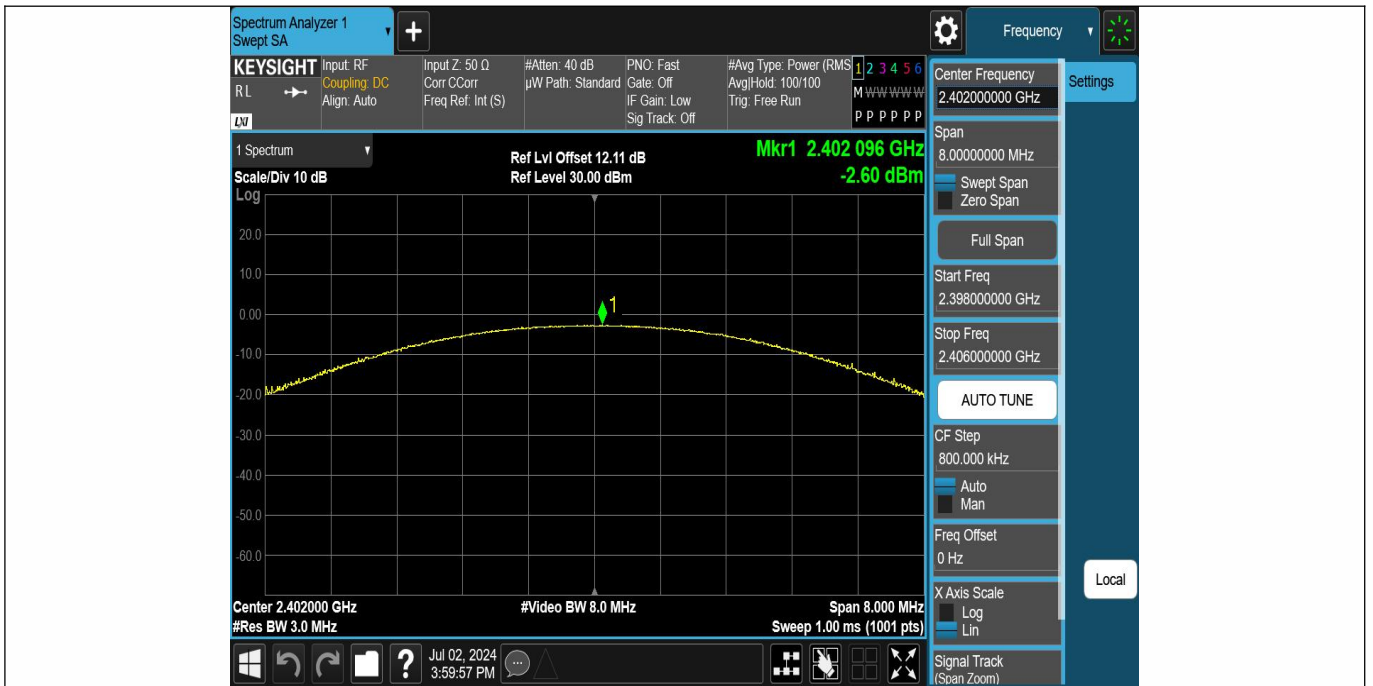 Spectrum Analyzer 1
Swept SA
Frequency
KEYSIGHT
RL
LXI
Input: RF
Coupling: DC
Align: Auto
Input Z: 50 Ω
Corr CCorr
Freq Ref: Int (S)
#Atten: 40 dB
µW Path: Standard
PNO: Fast
Gate: Off
IF Gain: Low
Sig Track: Off
#Avg Type: Power (RMS
Avg|Hold: 100/100
Trig: Free Run
1 2 3 4 5 6
M W W W W W
P P P P P P
1 Spectrum
Scale/Div 10 dB
Log
Ref Lvl Offset 12.11 dB
Ref Level 30.00 dBm
Mkr1 2.402 096 GHz
-2.60 dBm
20.0
10.0
0.00
-10.0
-20.0
-30.0
-40.0
-50.0
-60.0
1
Center 2.402000 GHz
#Res BW 3.0 MHz
#Video BW 8.0 MHz
Span 8.000 MHz
Sweep 1.00 ms (1001 pts)
Center Frequency
2.402000000 GHz
Settings
Span
8.00000000 MHz
Swept Span
Zero Span
Full Span
Start Freq
2.398000000 GHz
Stop Freq
2.406000000 GHz
AUTO TUNE
CF Step
800.000 kHz
Auto
Man
Freq Offset
0 Hz
X Axis Scale
Log
Lin
Local
Signal Track
(Span Zoom)
?
Jul 02, 2024
3:59:57 PM